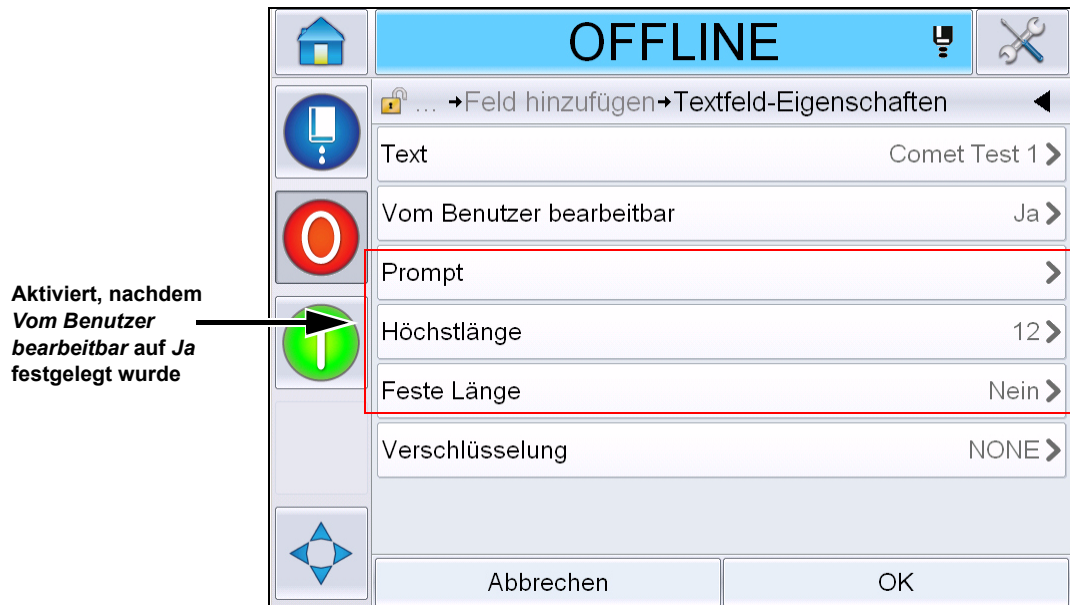 OFFLINE
... →Feld hinzufügen→Textfeld-Eigenschaften
Text Comet Test 1
Vom Benutzer bearbeitbar Ja
Prompt
Höchstlänge 12
Feste Länge Nein
Verschlüsselung NONE
Abbrechen OK
Aktiviert, nachdem
Vom Benutzer
bearbeitbar auf Ja
festgelegt wurde